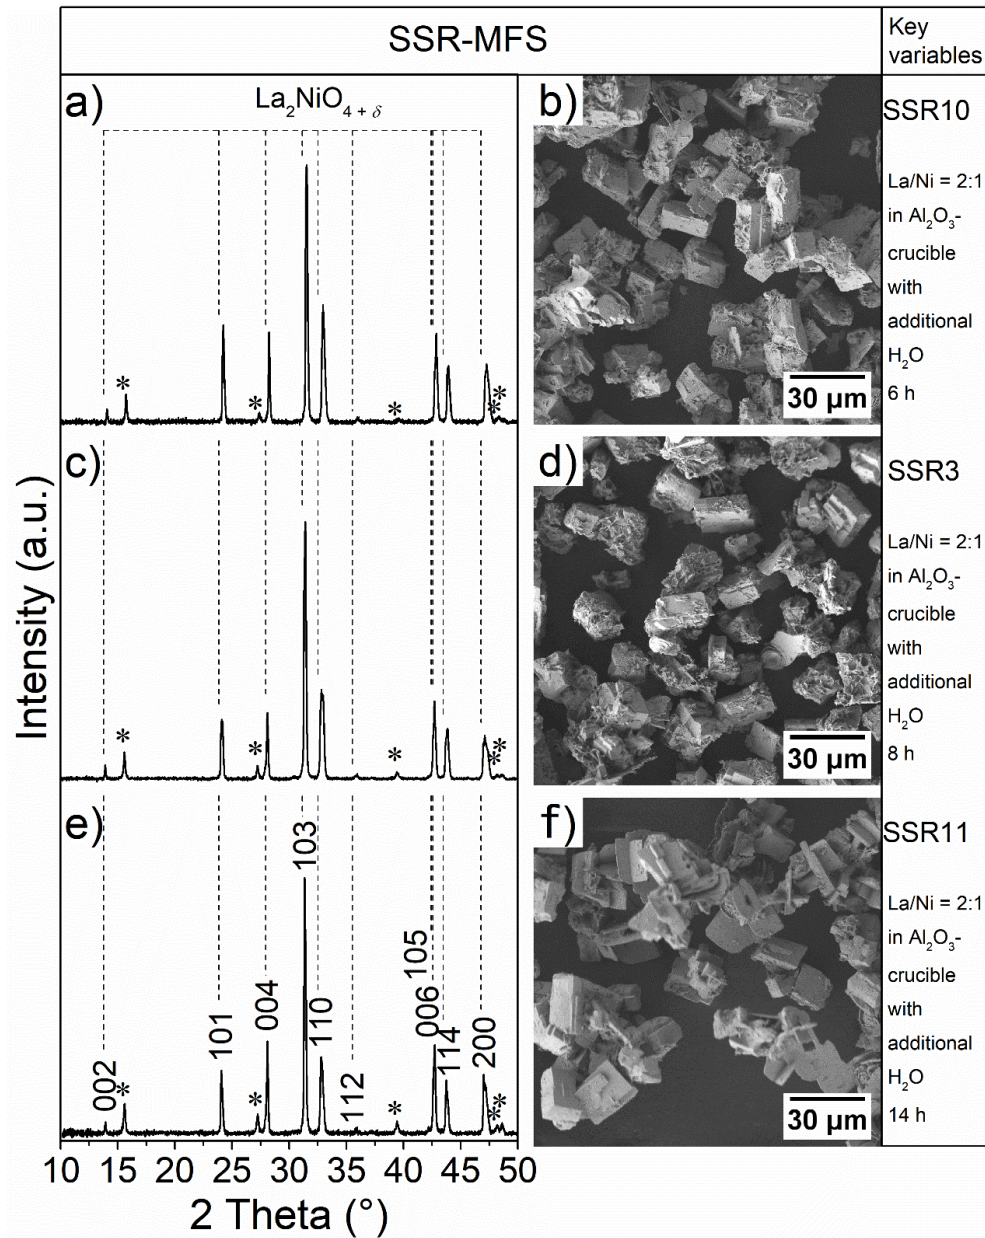 SSR-MFS
Key
variables
a)
La₂NiO₄₊δ
*
*
*
*
*
b)
30 µm
SSR10
La/Ni = 2:1
in Al₂O₃-
crucible
with
additional
H₂O
6 h
c)
*
*
*
*
*
d)
30 µm
SSR3
La/Ni = 2:1
in Al₂O₃-
crucible
with
additional
H₂O
8 h
e)
002
*
101
*
004
103
110
112
*
006
105
114
200
*
*
f)
30 µm
SSR11
La/Ni = 2:1
in Al₂O₃-
crucible
with
additional
H₂O
14 h
Intensity (a.u.)
10 15 20 25 30 35 40 45 50
2 Theta (°)